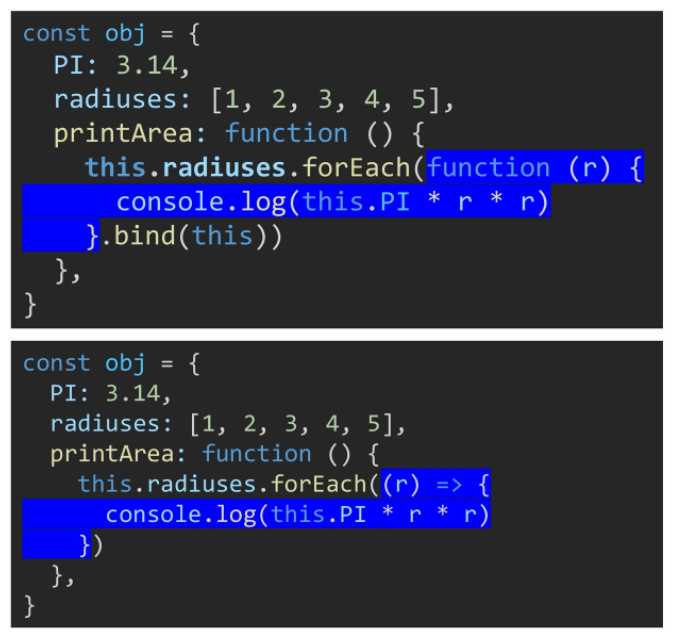 const obj = {
  PI: 3.14,
  radiuses: [1, 2, 3, 4, 5],
  printArea: function () {
    this.radiuses.forEach(function (r) {
      console.log(this.PI * r * r)
    }.bind(this))
  },
}
const obj = {
  PI: 3.14,
  radiuses: [1, 2, 3, 4, 5],
  printArea: function () {
    this.radiuses.forEach((r) => {
      console.log(this.PI * r * r)
    })
  },
}